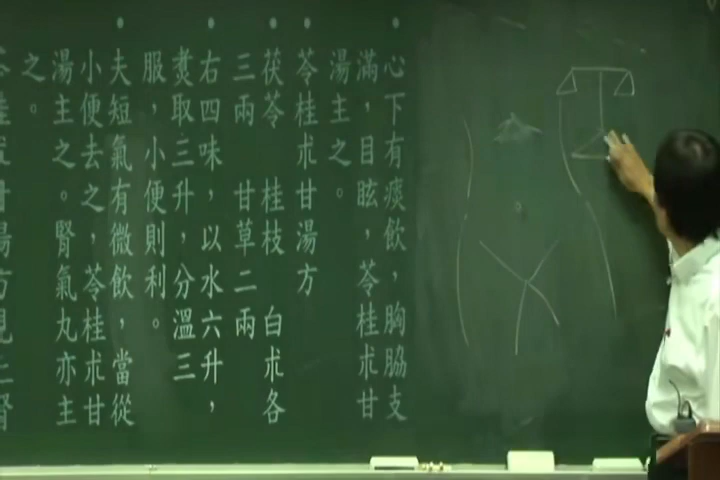 心下有痰飲，胸脇支
滿，目眩，苓桂朮甘
湯主之。
苓桂朮甘湯方
茯苓　桂枝　白朮各
三兩　甘草二兩
右四味，以水六升，
煑取三升，分溫三
服，小便則利。
夫短氣有微飲，當從
小便去之，苓桂朮甘
湯主之。腎氣丸亦主
之。